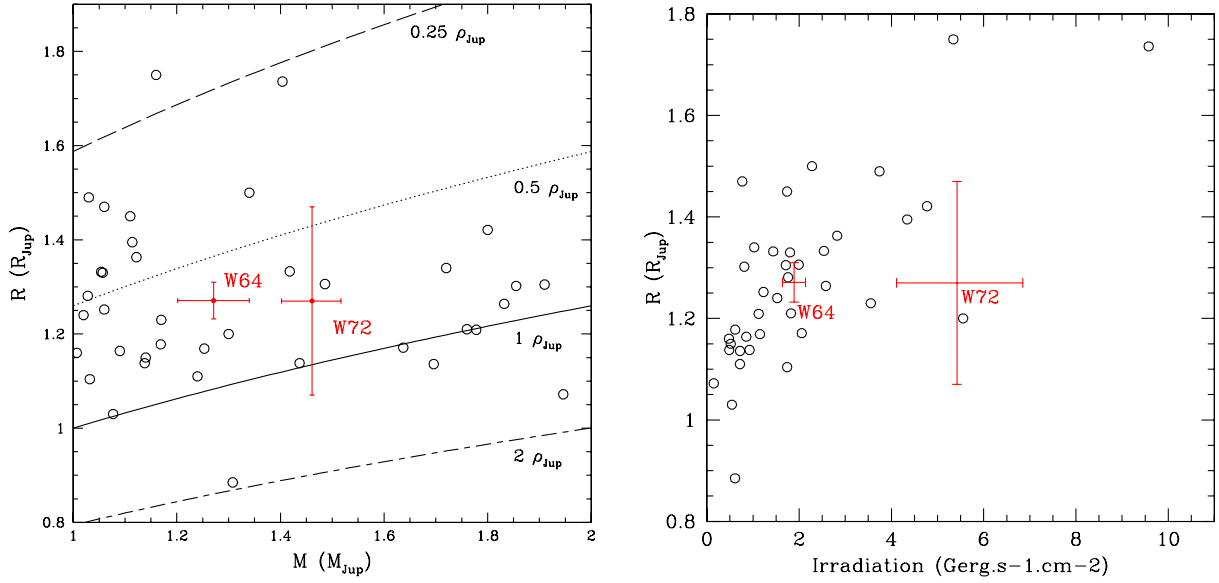 0.25 ρJup
0.5 ρJup
W64
W72
1 ρJup
2 ρJup
R (RJup)
1.8
1.6
1.4
1.2
1
0.8
1 1.2 1.4 1.6 1.8 2
M (MJup)
R (RJup)
1.8
1.6
1.4
1.2
1
0.8
W64
W72
0 2 4 6 8 10
Irradiation (Gerg.s−1.cm−2)